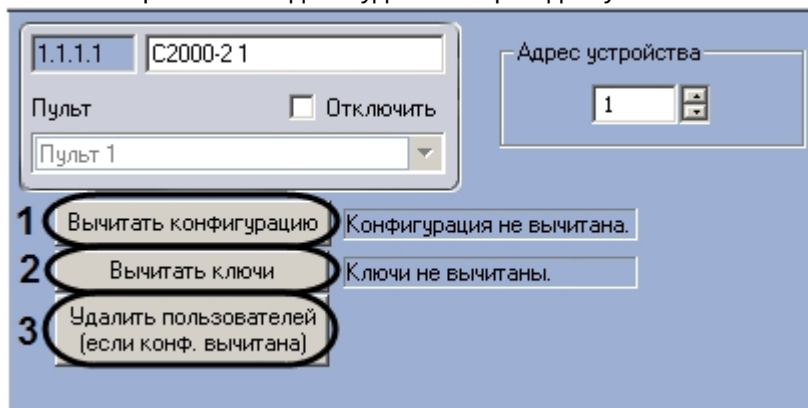 1.1.1.1 С2000-2 1
Адрес устройства
Пульт Отключить
1
Пульт 1
1 Вычитать конфигурацию Конфигурация не вычитана.
2 Вычитать ключи Ключи не вычитаны.
3 Удалить пользователей
(если конф. вычитана)